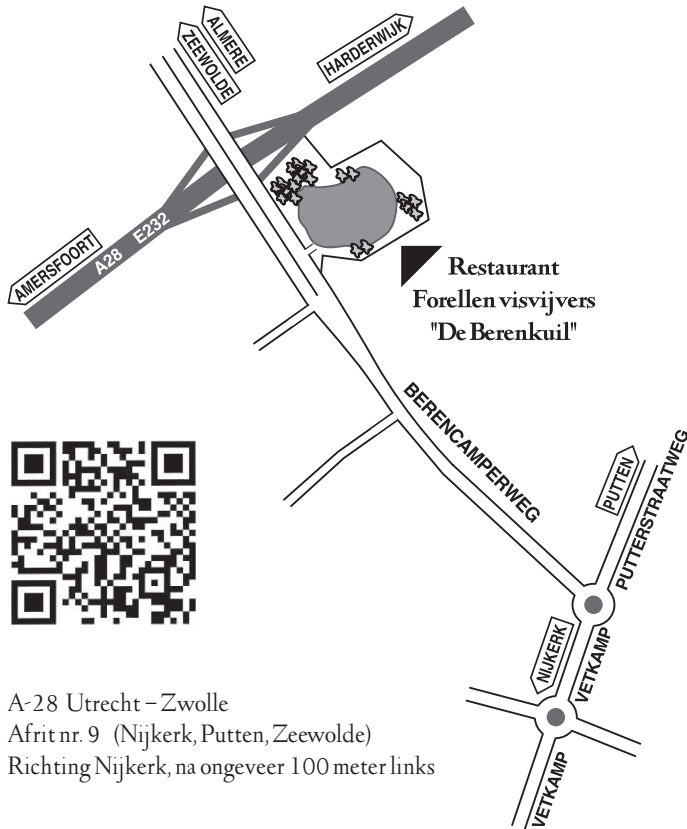 ALMERE
ZEEWOLDE
HARDERWIJK
AMERSFOORT
A28 E232
Restaurant
Forellen visvijvers
"De Berenkuil"
BERENCAMPERWEG
PUTTEN
PUTTERSTRAATWEG
NIJKERK
VETKAMP
VETKAMP
A-28 Utrecht – Zwolle
Afrit nr. 9 (Nijkerk, Putten, Zeewolde)
Richting Nijkerk, na ongeveer 100 meter links